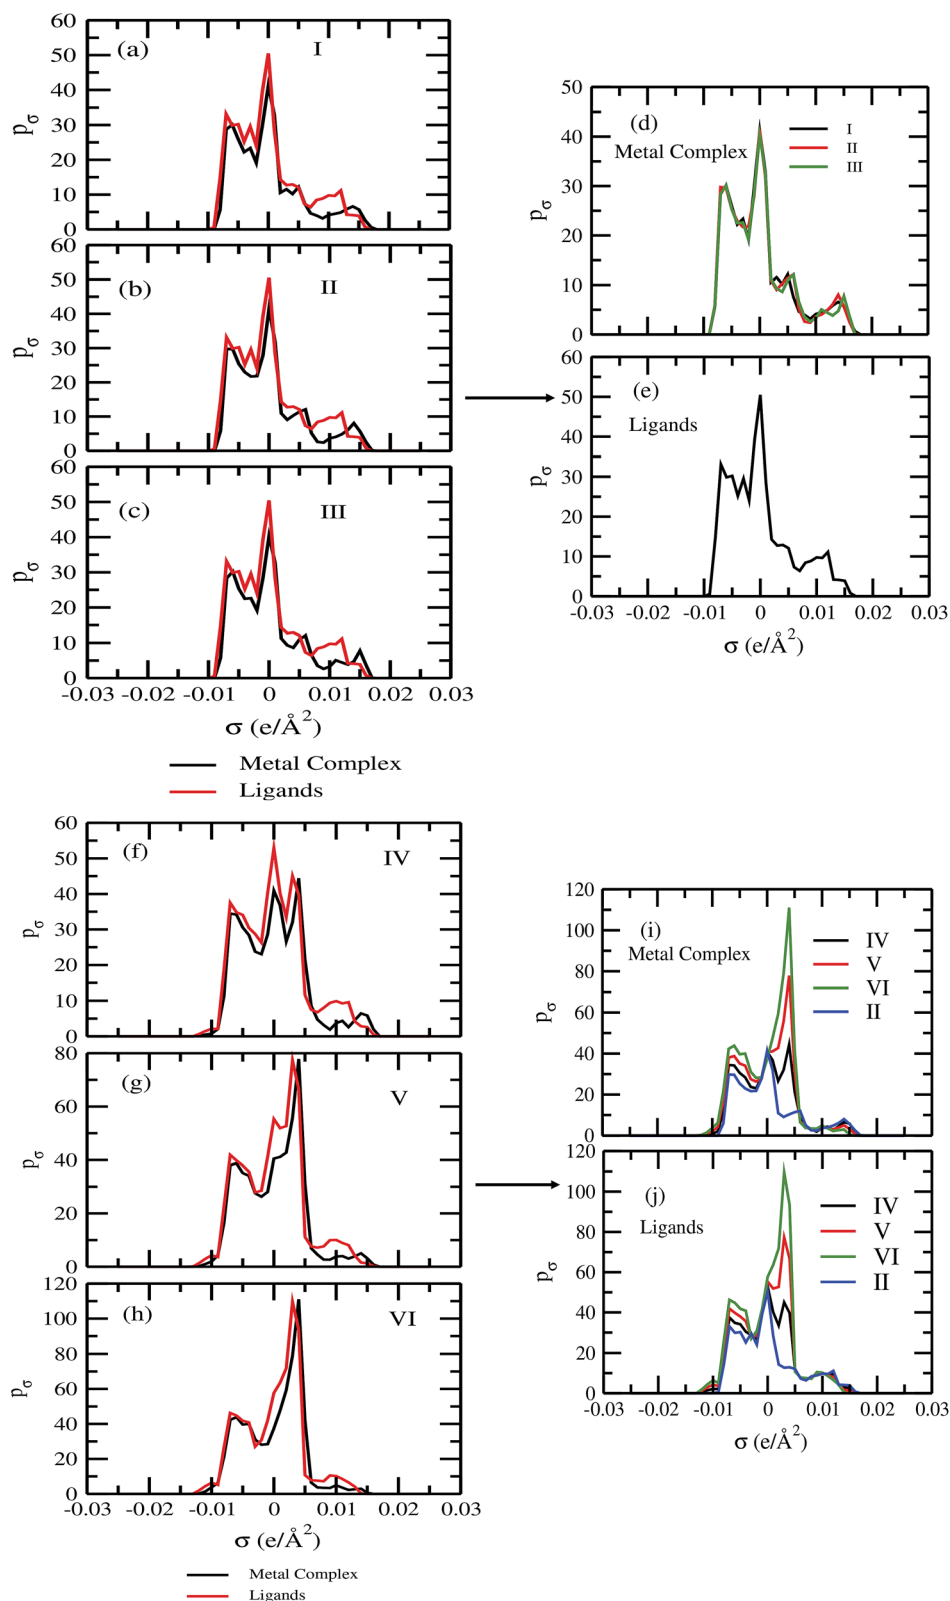 60
(a)
I
50
40
30
20
10
0
pσ
60
(b)
II
50
40
30
20
10
0
pσ
60
(c)
III
50
40
30
20
10
0
pσ
-0.03 -0.02 -0.01 0 0.01 0.02 0.03
σ (e/Å²)
Metal Complex
Ligands
50
(d)
Metal Complex
I
II
III
40
30
20
10
0
pσ
60
(e)
Ligands
50
40
30
20
10
0
pσ
-0.03 -0.02 -0.01 0 0.01 0.02 0.03
σ (e/Å²)
60
(f)
IV
50
40
30
20
10
0
pσ
80
(g)
V
60
40
20
0
pσ
120
(h)
VI
100
80
60
40
20
0
pσ
-0.03 -0.02 -0.01 0 0.01 0.02 0.03
σ (e/Å²)
Metal Complex
Ligands
120
(i)
Metal Complex
IV
V
VI
II
100
80
60
40
20
0
pσ
120
(j)
Ligands
IV
V
VI
II
100
80
60
40
20
0
pσ
-0.03 -0.02 -0.01 0 0.01 0.02 0.03
σ (e/Å²)